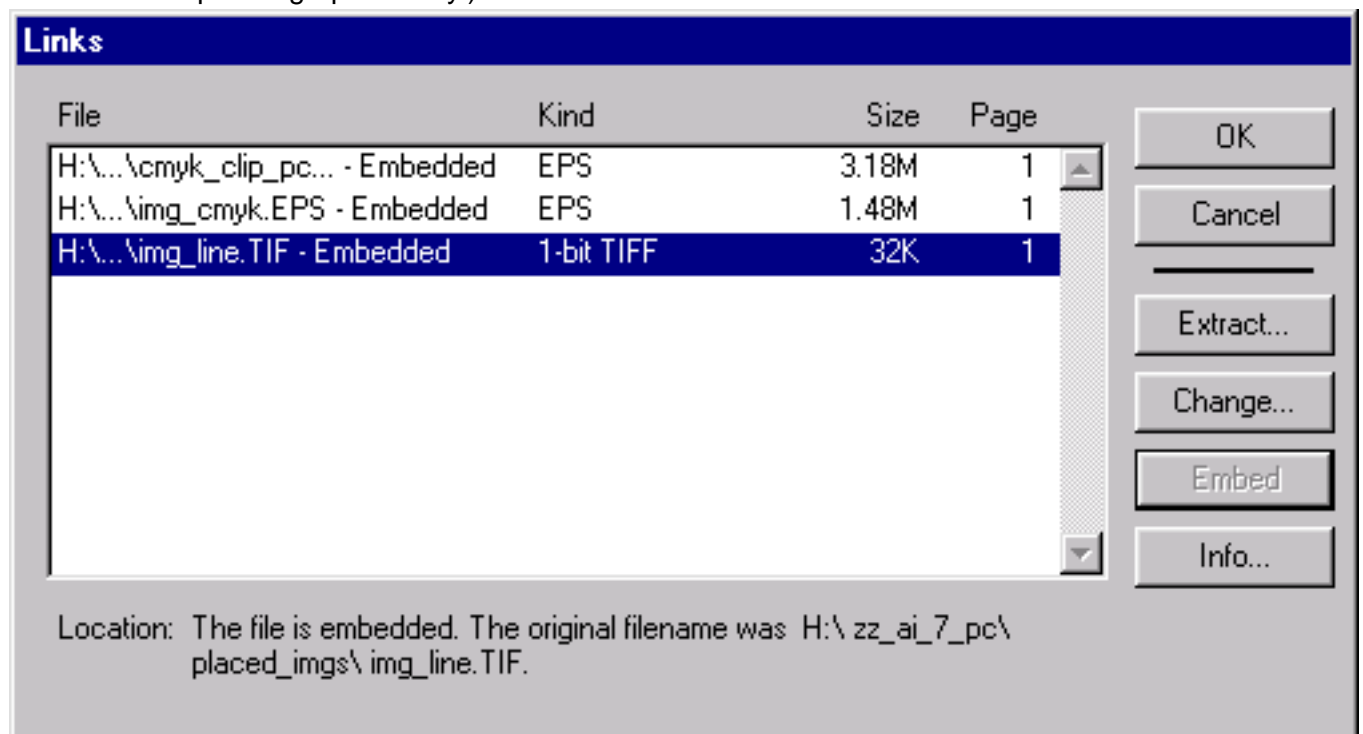 Links
File Kind Size Page
H:\...\cmyk_clip_pc... - Embedded EPS 3.18M 1
H:\...\img_cmyk.EPS - Embedded EPS 1.48M 1
H:\...\img_line.TIF - Embedded 1-bit TIFF 32K 1
OK
Cancel
Extract...
Change...
Embed
Info...
Location: The file is embedded. The original filename was H:\ zz_ai_7_pc\
placed_imgs\ img_line.TIF.